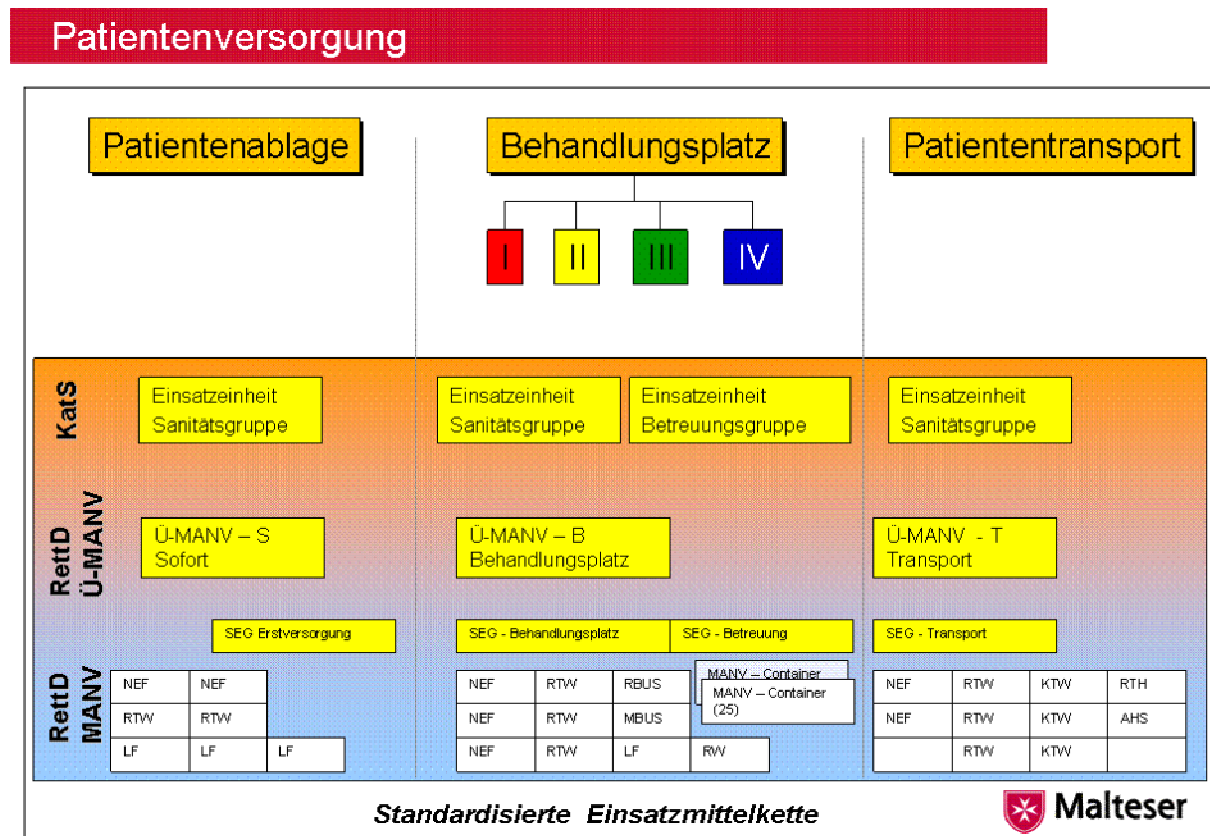 Patientenversorgung
Patientenablage
Behandlungsplatz
Patiententransport
I
II
III
IV
KatS
Einsatzeinheit
Sanitätsgruppe
Einsatzeinheit
Sanitätsgruppe
Einsatzeinheit
Betreuungsgruppe
Einsatzeinheit
Sanitätsgruppe
RettD
Ü-MANV
Ü-MANV – S
Sofort
Ü-MANV – B
Behandlungsplatz
Ü-MANV - T
Transport
SEG Erstversorgung
SEG - Behandlungsplatz
SEG - Betreuung
SEG - Transport
RettD
MANV
NEF NEF
RTW RTW
LF LF LF
NEF RTW RBUS
NEF RTW MBUS
NEF RTW LF RW
MANV – Container
MANV – Container
(25)
NEF RTW KTW RTH
NEF RTW KTW AHS
RTW KTW
Standardisierte Einsatzmittelkette
Malteser